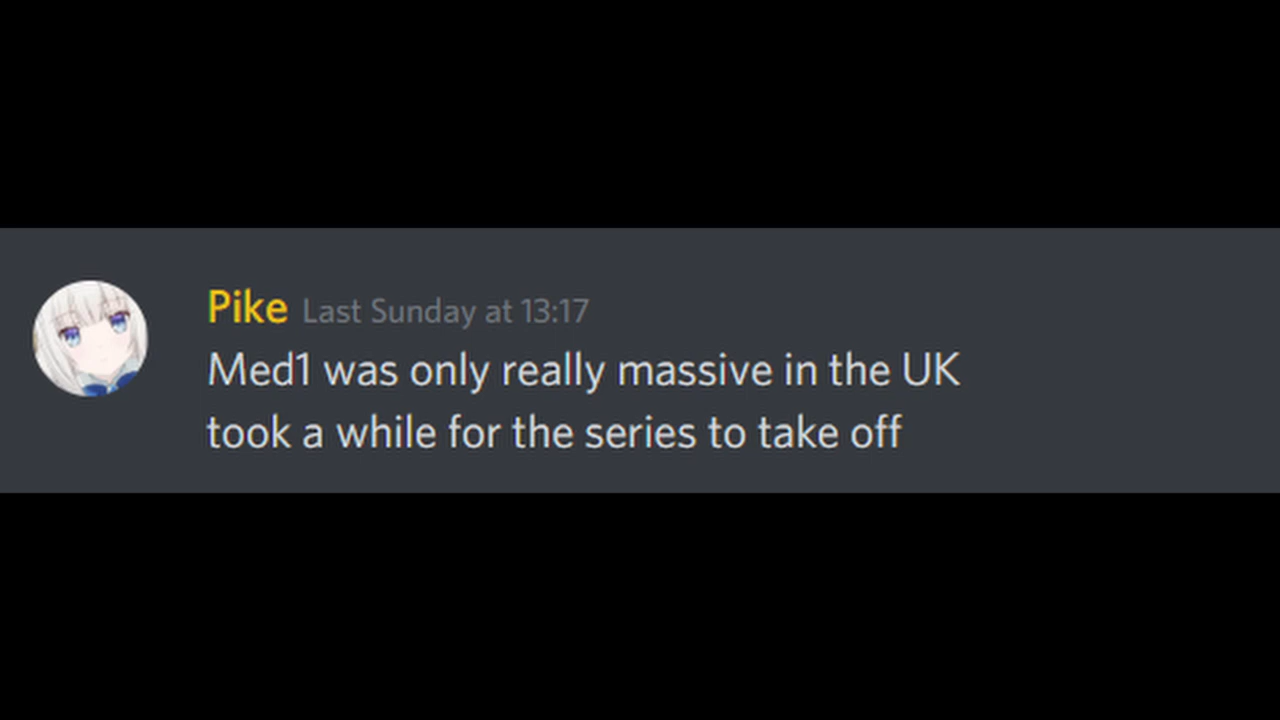 Pike Last Sunday at 13:17
Med1 was only really massive in the UK
took a while for the series to take off